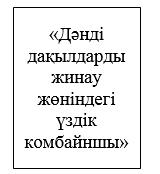 «Дәнді
дақылдарды
жинау
жөніндегі
үздік
комбайншы»